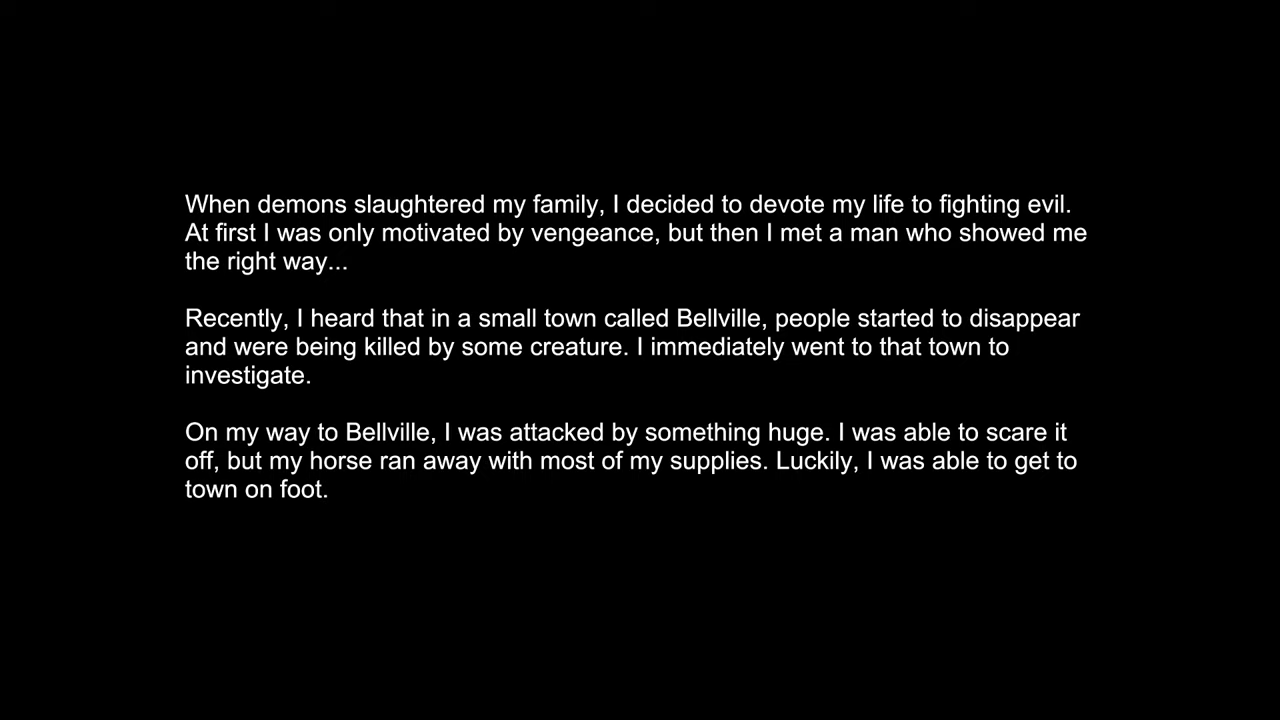 When demons slaughtered my family, I decided to devote my life to fighting evil.
At first I was only motivated by vengeance, but then I met a man who showed me
the right way...
Recently, I heard that in a small town called Bellville, people started to disappear
and were being killed by some creature. I immediately went to that town to
investigate.
On my way to Bellville, I was attacked by something huge. I was able to scare it
off, but my horse ran away with most of my supplies. Luckily, I was able to get to
town on foot.